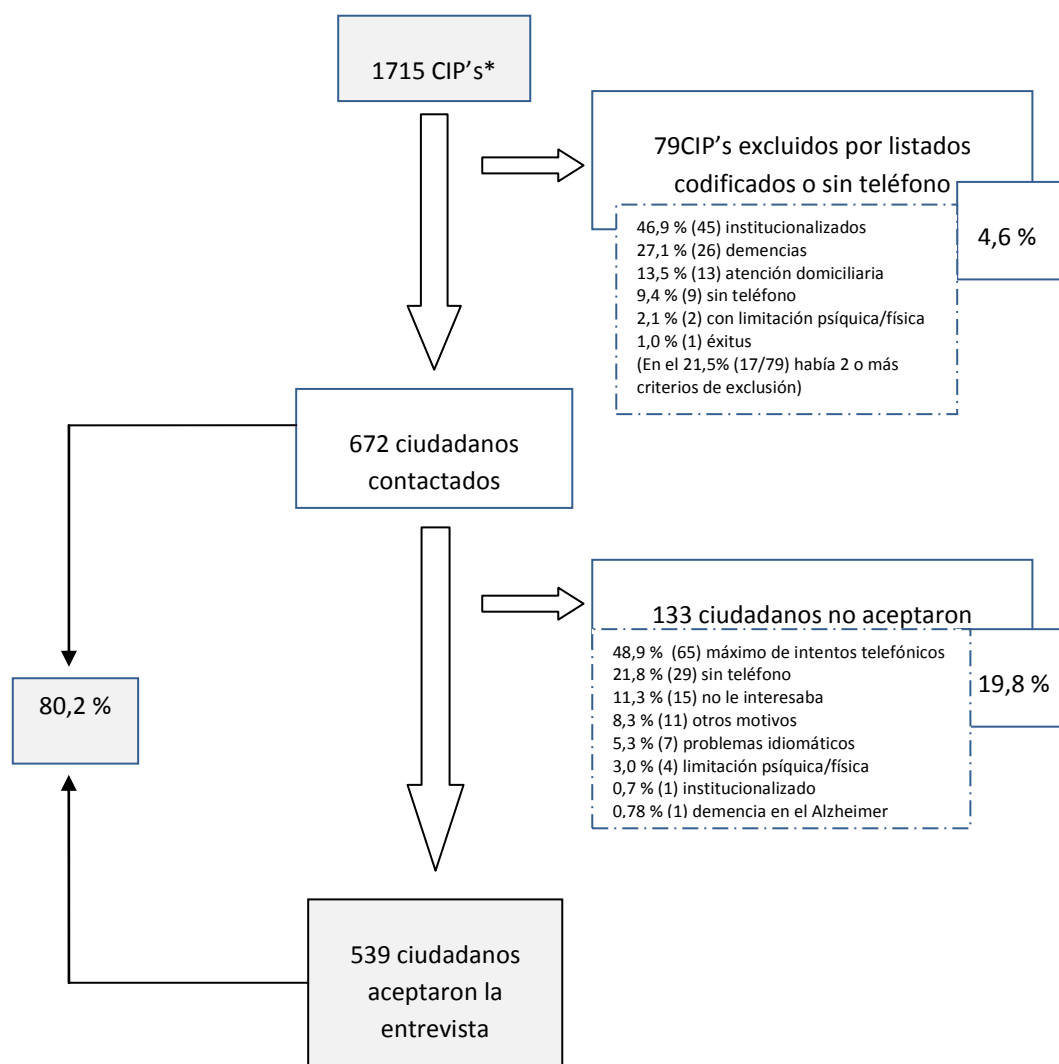 1715 CIP’s*
79CIP’s excluidos por listados
codificados o sin teléfono
4,6 %
46,9 % (45) institucionalizados
27,1 % (26) demencias
13,5 % (13) atención domiciliaria
9,4 % (9) sin teléfono
2,1 % (2) con limitación psíquica/física
1,0 % (1) éxitus
(En el 21,5% (17/79) había 2 o más
criterios de exclusión)
672 ciudadanos
contactados
133 ciudadanos no aceptaron
19,8 %
48,9 % (65) máximo de intentos telefónicos
21,8 % (29) sin teléfono
11,3 % (15) no le interesaba
8,3 % (11) otros motivos
5,3 % (7) problemas idiomáticos
3,0 % (4) limitación psíquica/física
0,7 % (1) institucionalizado
0,78 % (1) demencia en el Alzheimer
80,2 %
539 ciudadanos
aceptaron la
entrevista